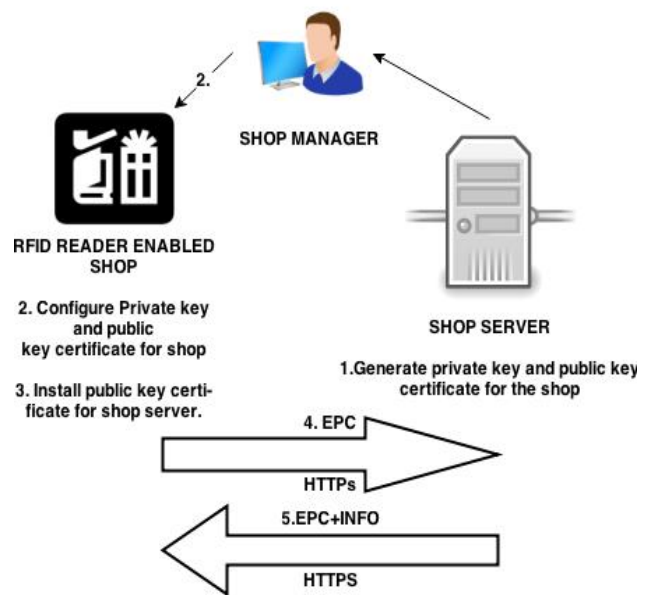 2.
SHOP MANAGER
RFID READER ENABLED
SHOP
2. Configure Private key
and public
key certificate for shop
3. Install public key certi-
ficate for shop server.
SHOP SERVER
1.Generate private key and public key
certificate for the shop
4. EPC
HTTPs
5.EPC+INFO
HTTPS